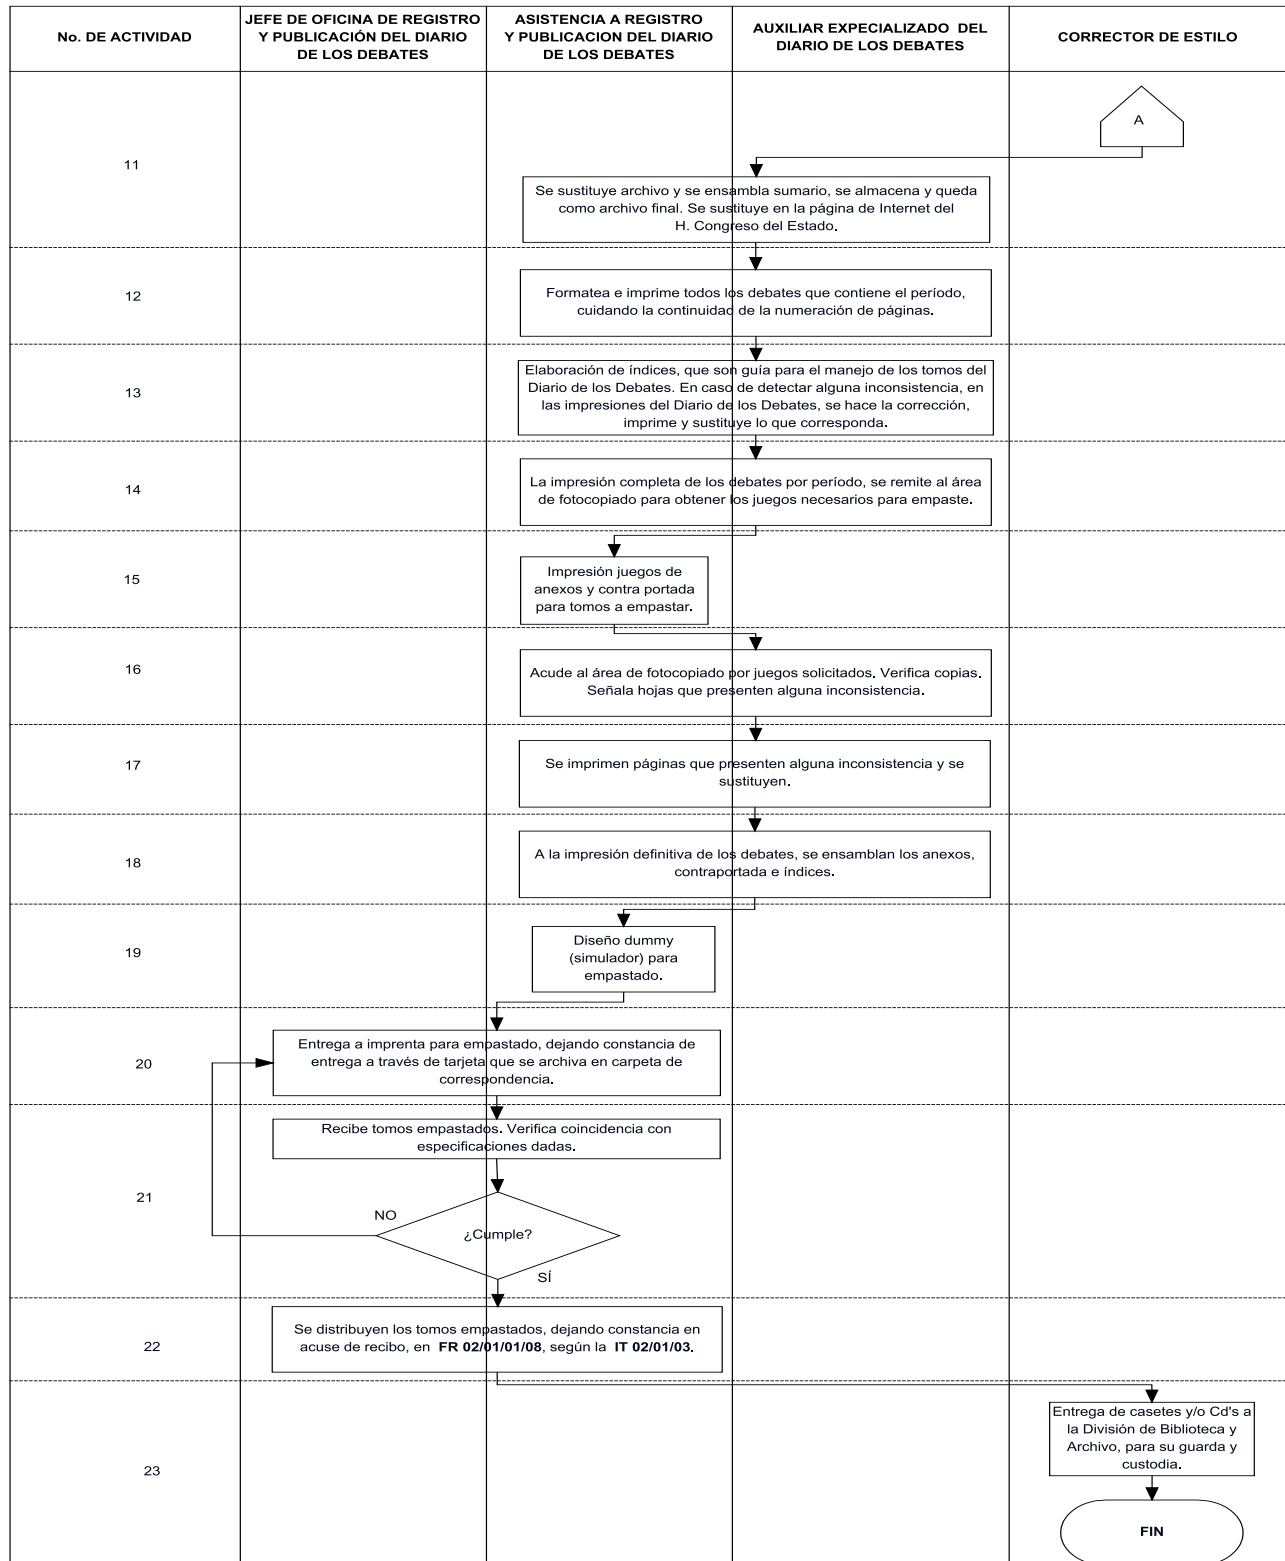 No. DE ACTIVIDAD
JEFE DE OFICINA DE REGISTRO
Y PUBLICACIÓN DEL DIARIO
DE LOS DEBATES
ASISTENCIA A REGISTRO
Y PUBLICACION DEL DIARIO
DE LOS DEBATES
AUXILIAR EXPECIALIZADO DEL
DIARIO DE LOS DEBATES
CORRECTOR DE ESTILO
A
11
Se sustituye archivo y se ensambla sumario, se almacena y queda
como archivo final. Se sustituye en la página de Internet del
H. Congreso del Estado.
12
Formatea e imprime todos los debates que contiene el período,
cuidando la continuidad de la numeración de páginas.
13
Elaboración de índices, que son guía para el manejo de los tomos del
Diario de los Debates. En caso de detectar alguna inconsistencia, en
las impresiones del Diario de los Debates, se hace la corrección,
imprime y sustituye lo que corresponda.
14
La impresión completa de los debates por período, se remite al área
de fotocopiado para obtener los juegos necesarios para empaste.
15
Impresión juegos de
anexos y contra portada
para tomos a empastar.
16
Acude al área de fotocopiado por juegos solicitados. Verifica copias.
Señala hojas que presenten alguna inconsistencia.
17
Se imprimen páginas que presenten alguna inconsistencia y se
sustituyen.
18
A la impresión definitiva de los debates, se ensamblan los anexos,
contraportada e índices.
19
Diseño dummy
(simulador) para
empastado.
20
Entrega a imprenta para empastado, dejando constancia de
entrega a través de tarjeta que se archiva en carpeta de
correspondencia.
21
Recibe tomos empastados. Verifica coincidencia con
especificaciones dadas.
NO
¿Cumple?
SÍ
22
Se distribuyen los tomos empastados, dejando constancia en
acuse de recibo, en FR 02/01/01/08, según la IT 02/01/03.
23
Entrega de casetes y/o Cd's a
la División de Biblioteca y
Archivo, para su guarda y
custodia.
FIN